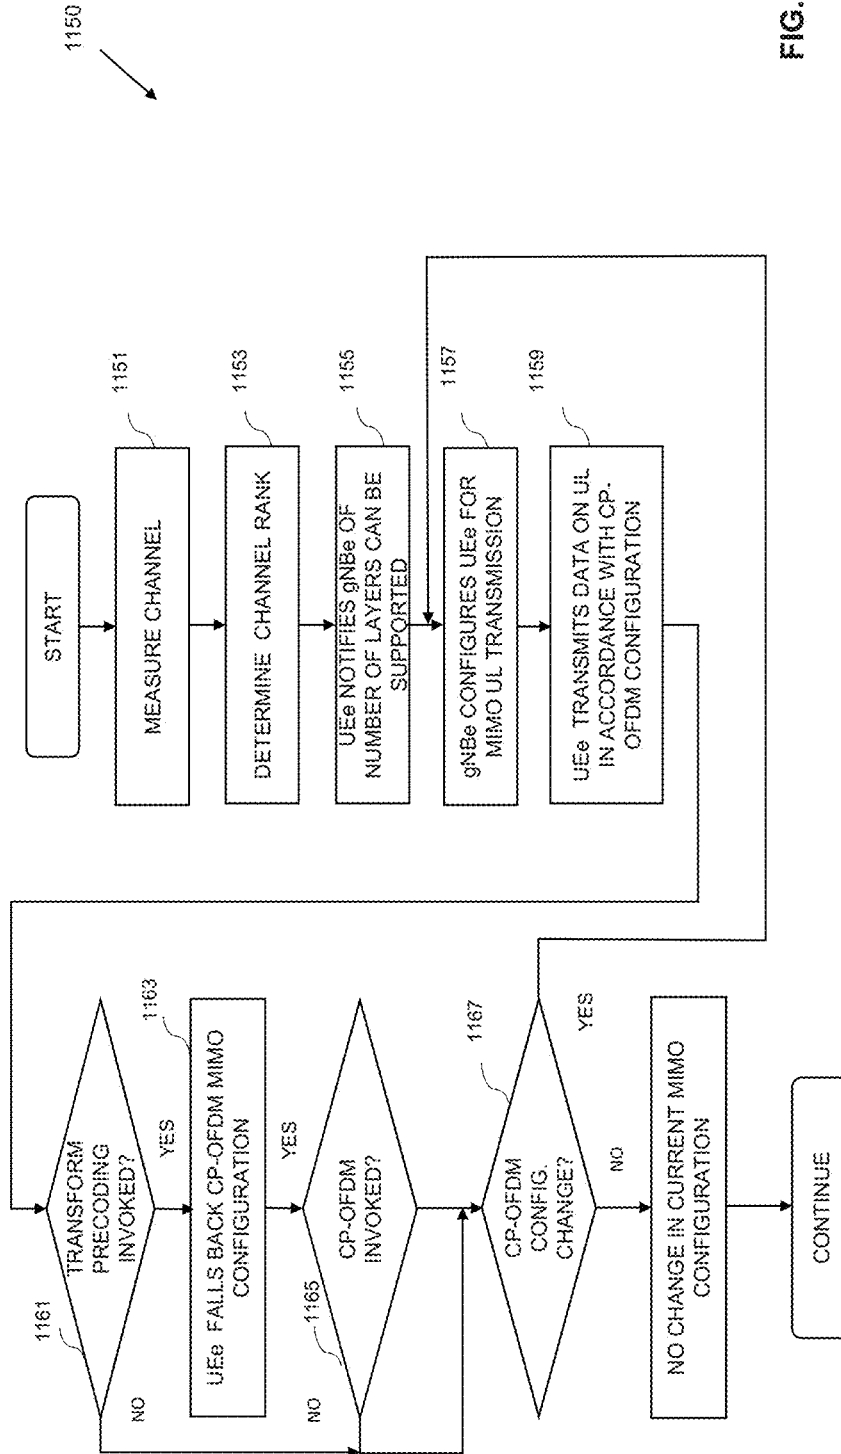 1150
START
1151
MEASURE CHANNEL
1153
DETERMINE CHANNEL RANK
1155
UEe NOTIFIES gNBe OF
NUMBER OF LAYERS CAN BE
SUPPORTED
1157
gNBe CONFIGURES UEe FOR
MIMO UL TRANSMISSION
1159
UEe TRANSMITS DATA ON UL
IN ACCORDANCE WITH CP-
OFDM CONFIGURATION
1161
TRANSFORM
PRECODING
INVOKED?
NO
YES
1163
UEe FALLS BACK CP-OFDM MIMO
CONFIGURATION
YES
1165
CP-OFDM
INVOKED?
NO
1167
CP-OFDM
CONFIG.
CHANGE?
YES
NO
NO CHANGE IN CURRENT MIMO
CONFIGURATION
CONTINUE
FIG.